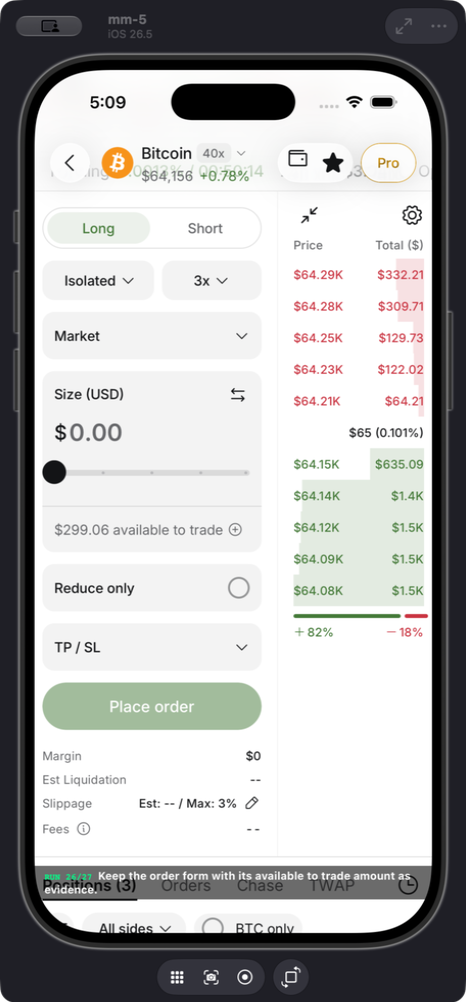 mm-5
iOS 26.5
5:09
Bitcoin 40x
$64,156 +0.78%
Pro
Long Short
Isolated 3x
Market
Size (USD)
$0.00
$299.06 available to trade
Reduce only
TP / SL
Place order
Margin $0
Est Liquidation --
Slippage Est: -- / Max: 3%
Fees --
Price Total ($)
$64.29K $332.21
$64.28K $309.71
$64.25K $129.73
$64.23K $122.02
$64.21K $64.21
$65 (0.101%)
$64.15K $635.09
$64.14K $1.4K
$64.12K $1.5K
$64.09K $1.5K
$64.08K $1.5K
+ 82% − 18%
RUN 24/27 Keep the order form with its available to trade amount as
evidence.
Positions (3) Orders Chase TWAP
All sides BTC only